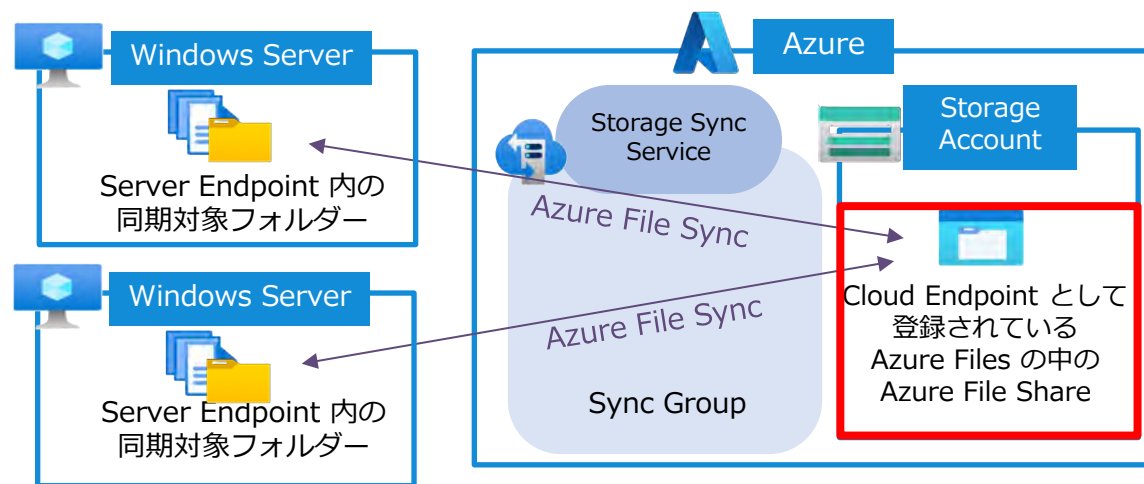 Windows Server
Server Endpoint 内の
同期対象フォルダー
Windows Server
Server Endpoint 内の
同期対象フォルダー
Azure
Storage Sync
Service
Azure File Sync
Azure File Sync
Sync Group
Storage
Account
Cloud Endpoint として
登録されている
Azure Files の中の
Azure File Share